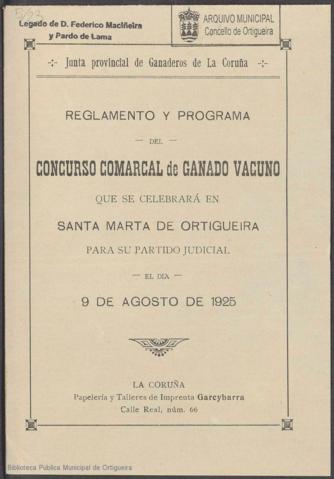 Legado de D. Federico Maciñeira
y Pardo de Lama
ARQUIVO MUNICIPAL
Concello de Ortigueira
-:- Junta provincial de Ganaderos de La Coruña -:-
REGLAMENTO Y PROGRAMA
— DEL —
CONCURSO COMARCAL de GANADO VACUNO
QUE SE CELEBRARÁ EN
SANTA MARTA DE ORTIGUEIRA
PARA SU PARTIDO JUDICIAL
— EL DIA —
9 DE AGOSTO DE 1925
LA CORUÑA
Papelería y Talleres de Imprenta Garcybarra
Calle Real, núm. 66
Biblioteca Pública Municipal de Ortigueira